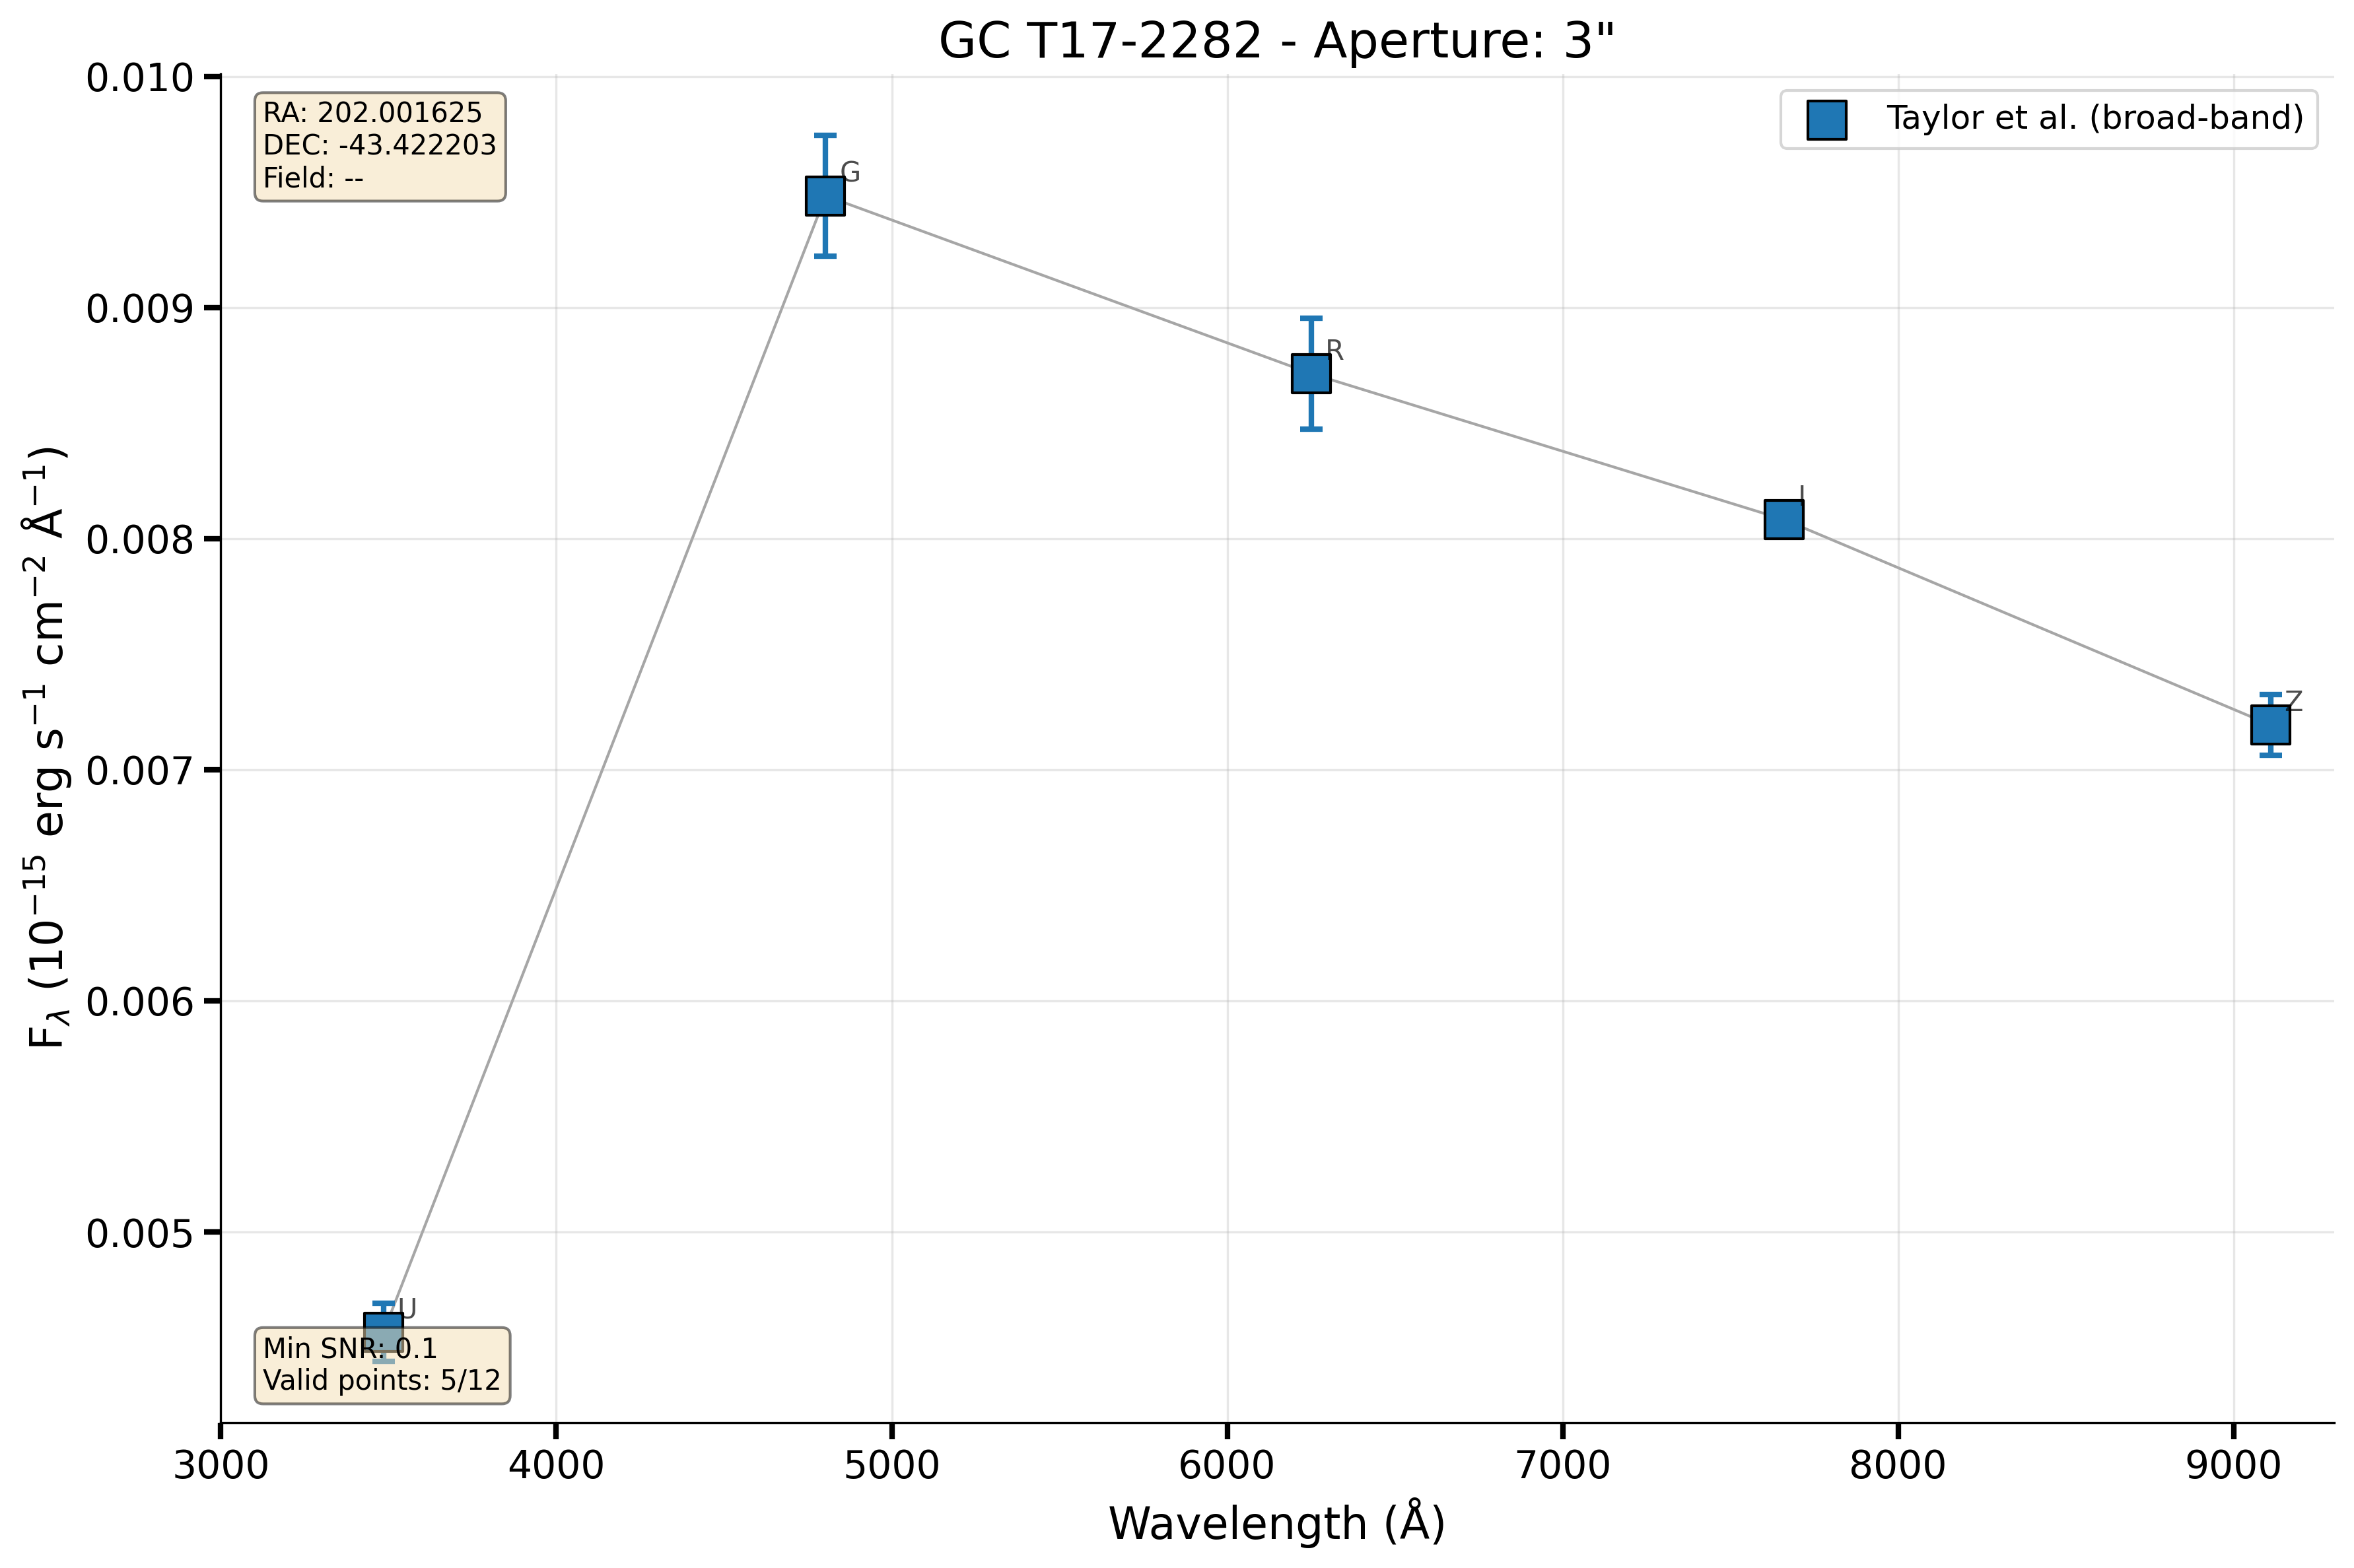 GC T17-2282 - Aperture: 3"
RA: 202.001625
DEC: -43.422203
Field: --
Taylor et al. (broad-band)
G
R
I
Z
U
Min SNR: 0.1
Valid points: 5/12
0.010
0.009
0.008
0.007
0.006
0.005
F_λ (10⁻¹⁵ erg s⁻¹ cm⁻² Å⁻¹)
3000 4000 5000 6000 7000 8000 9000
Wavelength (Å)